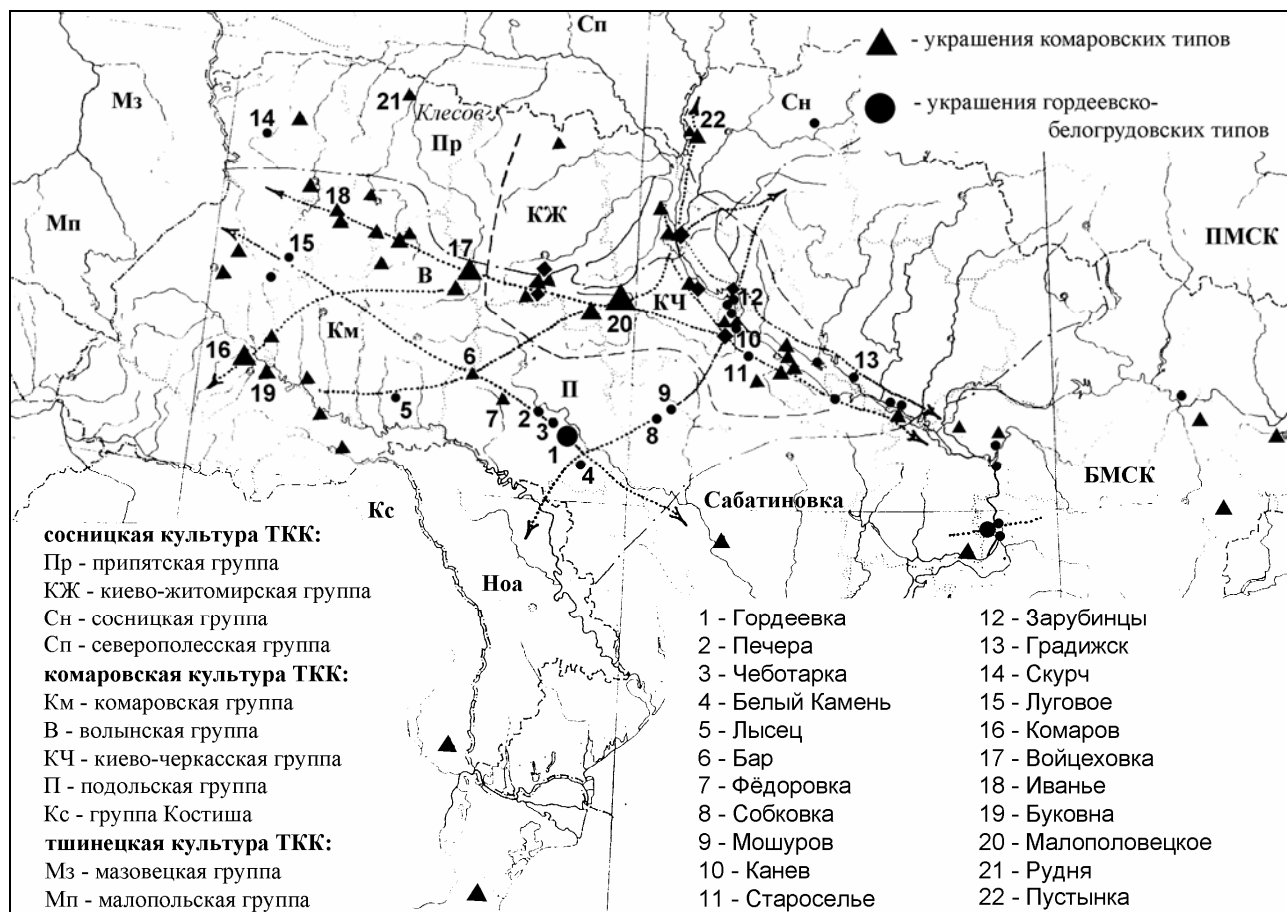 Сп
- украшения комаровских типов
Мз
21
Клесов
22
Сн
- украшения гордеевско-
белогрудовских типов
14
Пр
КЖ
Мп
18
15
17
В
ПМСК
КЧ
12
20
10
Км
16
19
6
11
13
5
7
2
П
9
3
8
1
4
БМСК
Сабатиновка
Кс
Ноа
сосницкая культура ТКК:
Пр - припятская группа
КЖ - киево-житомирская группа
Сн - сосницкая группа
Сп - северополесская группа
комаровская культура ТКК:
Км - комаровская группа
В - волынская группа
КЧ - киево-черкасская группа
П - подольская группа
Кс - группа Костиша
тшинецкая культура ТКК:
Мз - мазовецкая группа
Мп - малопольская группа
1 - Гордеевка
2 - Печера
3 - Чеботарка
4 - Белый Камень
5 - Лысец
6 - Бар
7 - Фёдоровка
8 - Собковка
9 - Мошуров
10 - Канев
11 - Староселье
12 - Зарубинцы
13 - Градижск
14 - Скурч
15 - Луговое
16 - Комаров
17 - Войцеховка
18 - Иванье
19 - Буковна
20 - Малополовецкое
21 - Рудня
22 - Пустынка